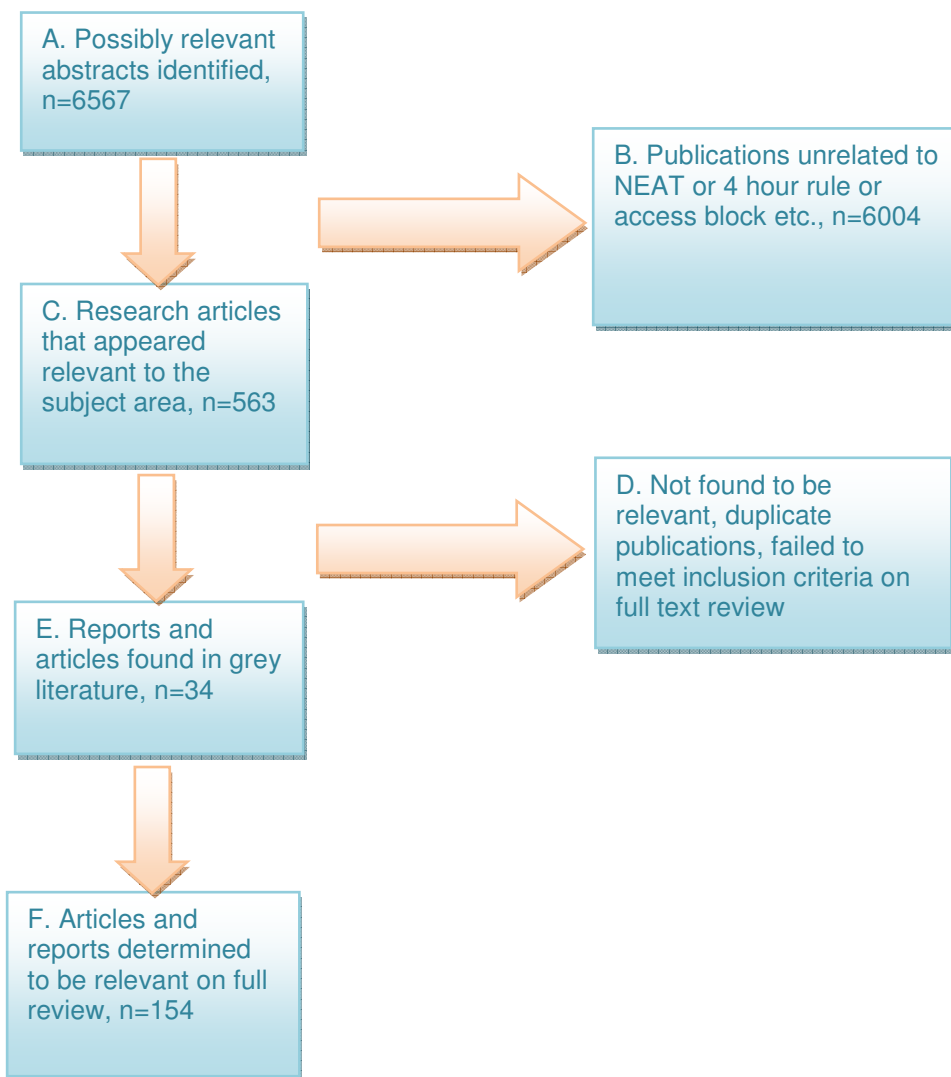 A. Possibly relevant
abstracts identified,
n=6567
B. Publications unrelated to
NEAT or 4 hour rule or
access block etc., n=6004
C. Research articles
that appeared
relevant to the
subject area, n=563
D. Not found to be
relevant, duplicate
publications, failed to
meet inclusion criteria on
full text review
E. Reports and
articles found in grey
literature, n=34
F. Articles and
reports determined
to be relevant on full
review, n=154